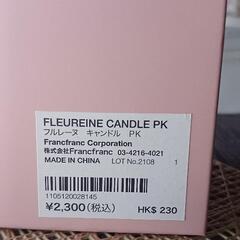 FLEUREINE CANDLE PK
フルレーヌ　キャンドル　PK
Francfranc Corporation
株式会社Francfranc 03-4216-4021
MADE IN CHINA LOT No.2108 1
1105120028145
¥2,300(税込) HK$ 230